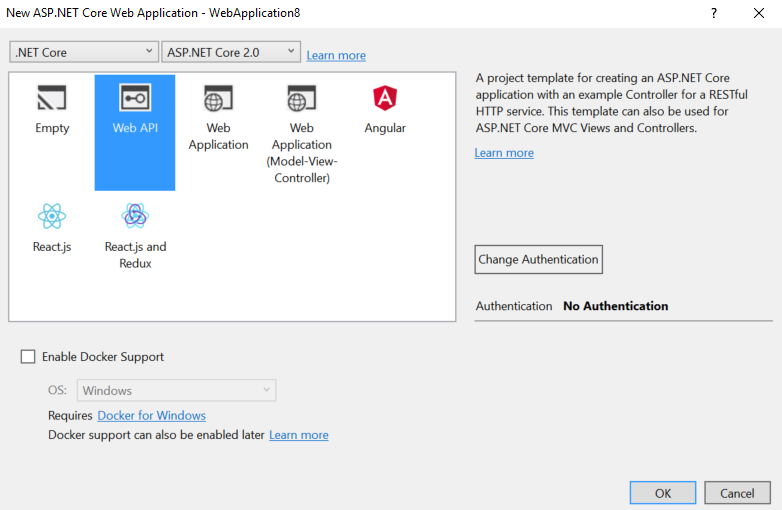 New ASP.NET Core Web Application - WebApplication8
?
.NET Core
ASP.NET Core 2.0
Learn more
Empty
Web API
Web
Application
Web
Application
(Model-View-
Controller)
Angular
React.js
React.js and
Redux
A project template for creating an ASP.NET Core
application with an example Controller for a RESTful
HTTP service. This template can also be used for
ASP.NET Core MVC Views and Controllers.
Learn more
Change Authentication
Authentication No Authentication
Enable Docker Support
OS: Windows
Requires Docker for Windows
Docker support can also be enabled later Learn more
OK
Cancel